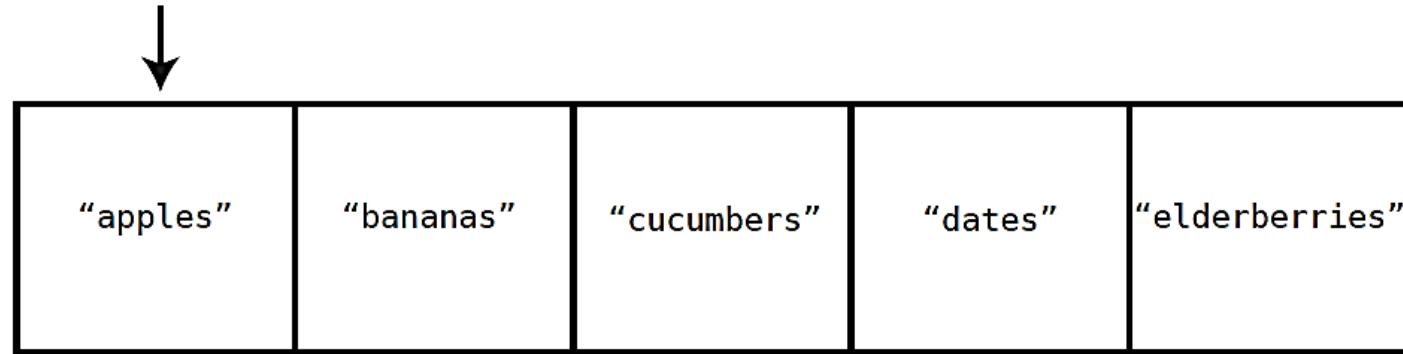 “apples” “bananas” “cucumbers” “dates” “elderberries”